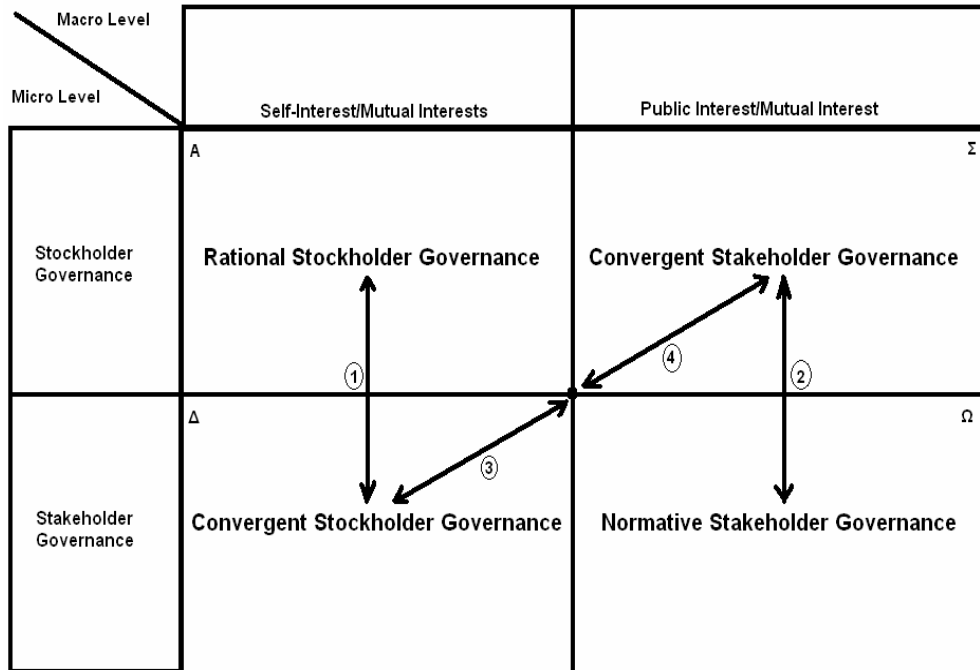 Macro Level
Micro Level
Self-Interest/Mutual Interests
Public Interest/Mutual Interest
A
Σ
Stockholder
Governance
Rational Stockholder Governance
Convergent Stakeholder Governance
4
1
2
Δ
Ω
3
Stakeholder
Governance
Convergent Stockholder Governance
Normative Stakeholder Governance